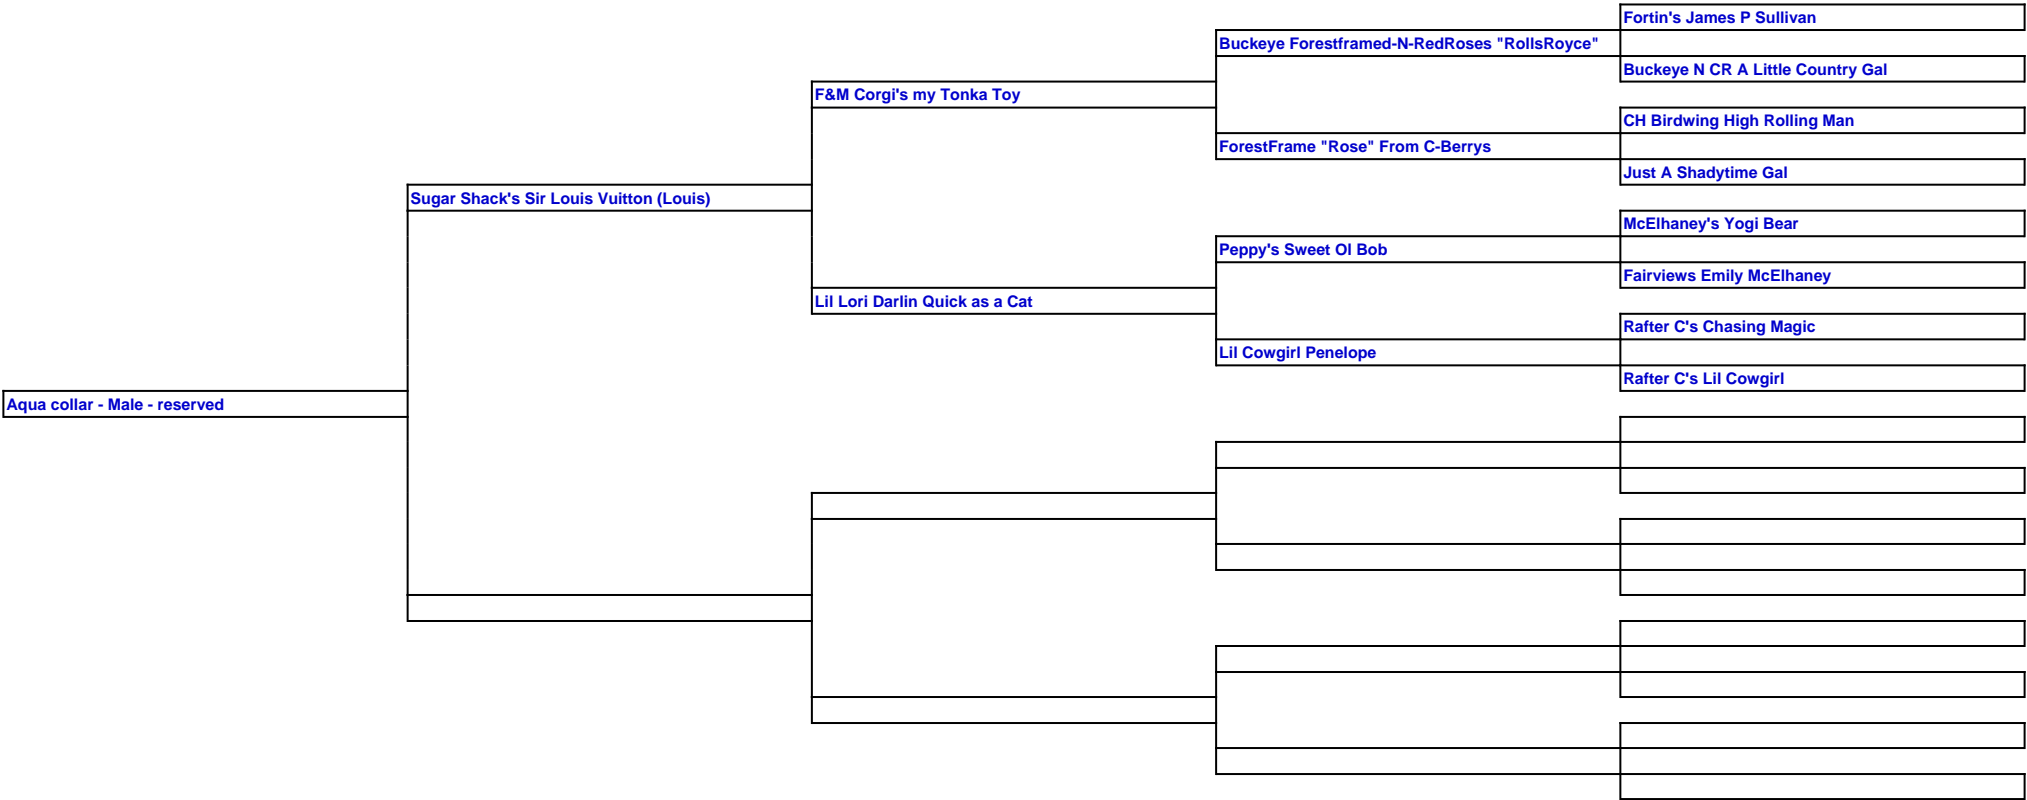 Fortin's James P Sullivan
Buckeye Forestframed-N-RedRoses "RollsRoyce"
Buckeye N CR A Little Country Gal
F&M Corgi's my Tonka Toy
CH Birdwing High Rolling Man
ForestFrame "Rose" From C-Berrys
Just A Shadytime Gal
Sugar Shack's Sir Louis Vuitton (Louis)
McElhaney's Yogi Bear
Peppy's Sweet Ol Bob
Fairviews Emily McElhaney
Lil Lori Darlin Quick as a Cat
Rafter C's Chasing Magic
Lil Cowgirl Penelope
Rafter C's Lil Cowgirl
Aqua collar - Male - reserved